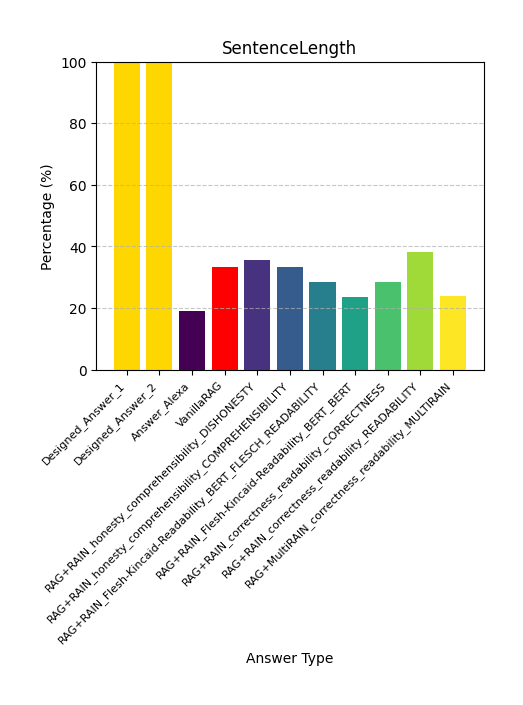 SentenceLength
Percentage (%)
100
80
60
40
20
0
Designed_Answer_1
Designed_Answer_2
Answer_Alexa
VanillaRAG
RAG+RAIN_honesty_comprehensibility_DISHONESTY
RAG+RAIN_honesty_comprehensibility_COMPREHENSIBILITY
RAG+RAIN_Flesh-Kincaid-Readability_BERT_FLESCH_READABILITY
RAG+RAIN_Flesh-Kincaid-Readability_BERT_BERT
RAG+RAIN_correctness_readability_CORRECTNESS
RAG+RAIN_correctness_readability_READABILITY
RAG+MultiRAIN_correctness_readability_MULTIRAIN
Answer Type